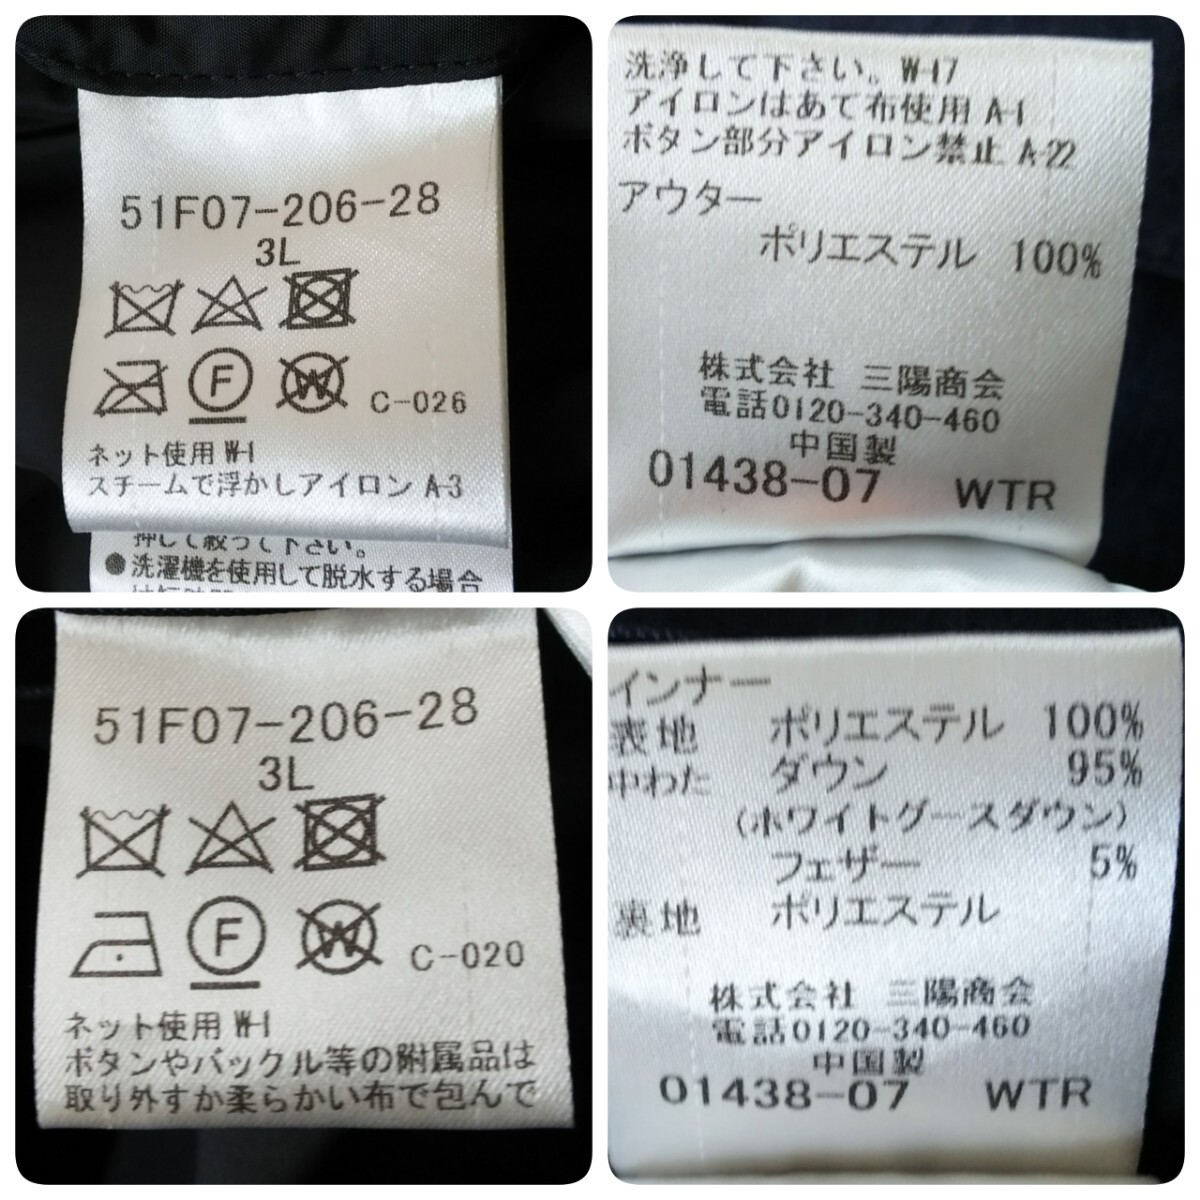 51F07-206-28
3L
F
W
C-026
ネット使用 W-1
スチームで浮かしアイロン A-3
押して絞って下さい。
●洗濯機を使用して脱水する場合
洗浄して下さい。W-17
アイロンはあて布使用 A-1
ボタン部分アイロン禁止 A-22
アウター
ポリエステル 100%
株式会社 三陽商会
電話0120-340-460
中国製
01438-07 WTR
51F07-206-28
3L
F
W
C-020
ネット使用 W-1
ボタンやバックル等の附属品は
取り外すか柔らかい布で包んで
インナー
表地 ポリエステル 100%
中わた ダウン 95%
(ホワイトグースダウン)
フェザー 5%
裏地 ポリエステル
株式会社 三陽商会
電話0120-340-460
中国製
01438-07 WTR